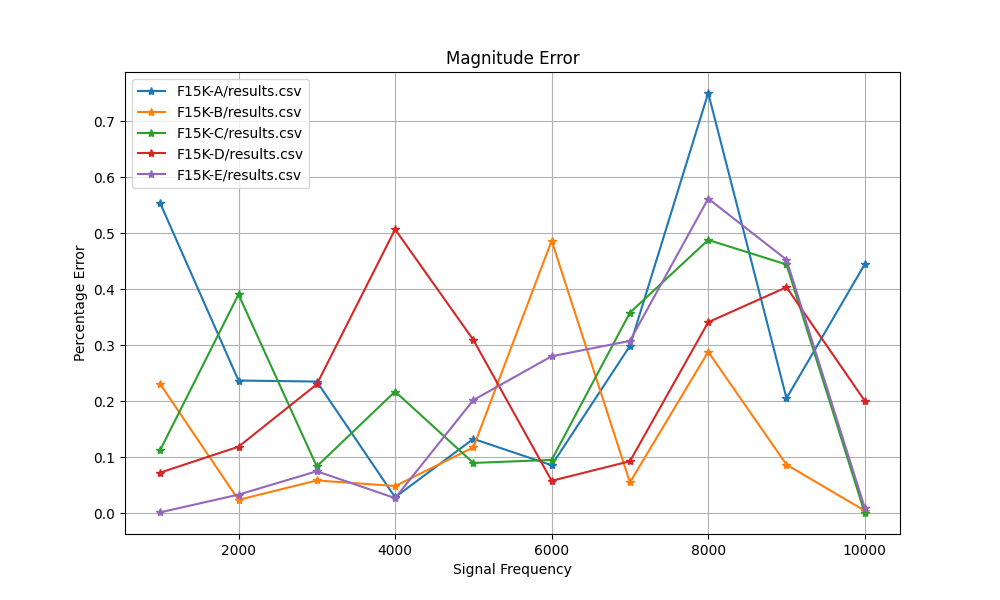 Magnitude Error
F15K-A/results.csv
F15K-B/results.csv
F15K-C/results.csv
F15K-D/results.csv
F15K-E/results.csv
Percentage Error
0.7
0.6
0.5
0.4
0.3
0.2
0.1
0.0
2000 4000 6000 8000 10000
Signal Frequency